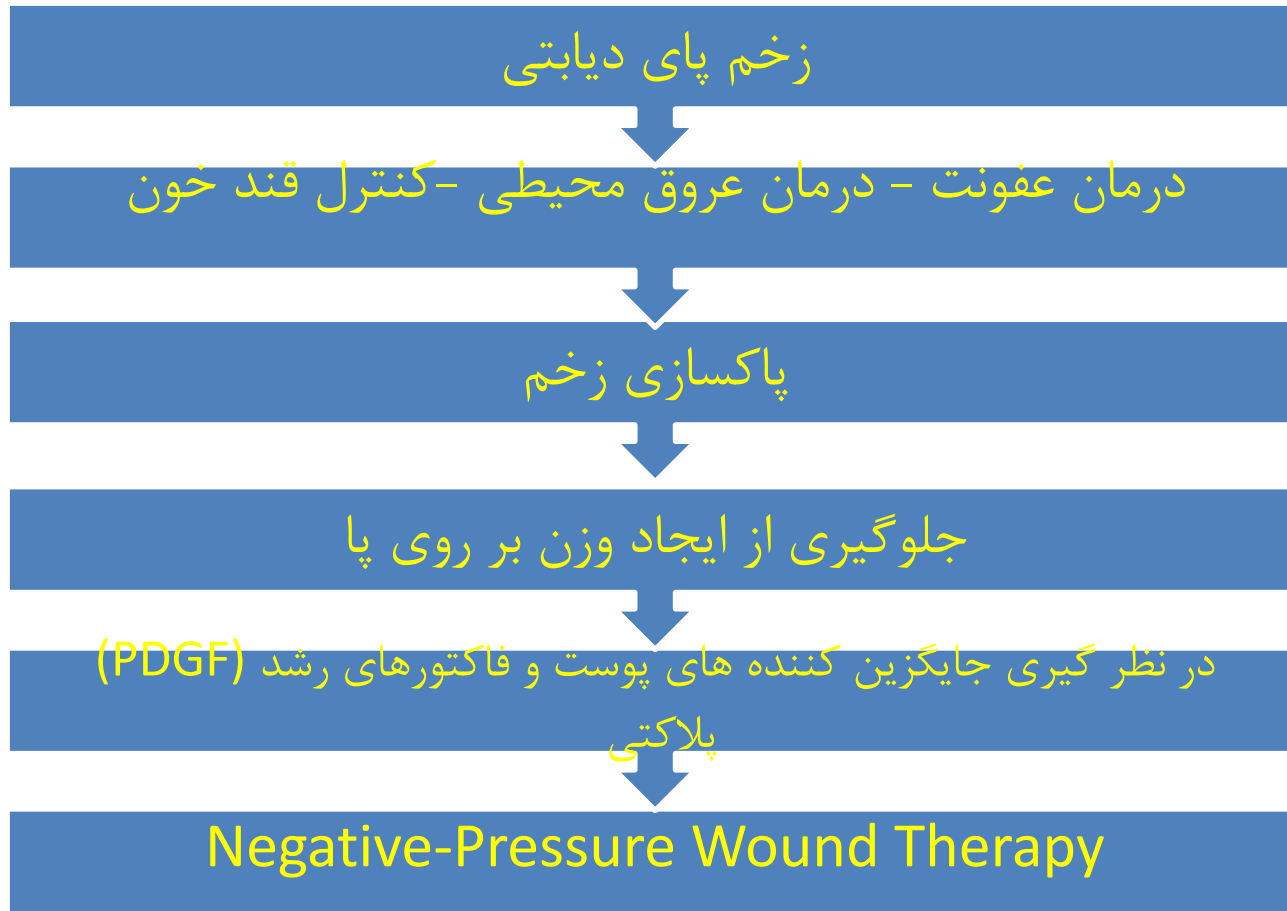 زخم پای دیابتی
درمان عفونت – درمان عروق محیطی –کنترل قند خون
پاکسازی زخم
جلوگیری از ایجاد وزن بر روی پا
در نظر گیری جایگزین کننده های پوست و فاکتورهای رشد (PDGF)
پلاکتی
Negative-Pressure Wound Therapy